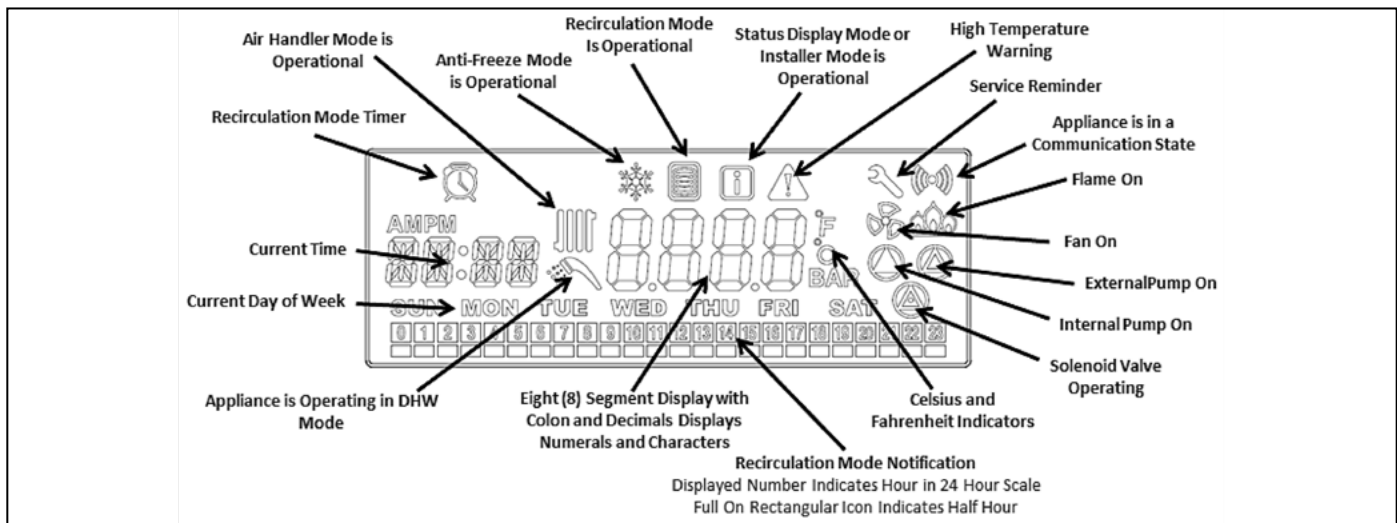 Air Handler Mode is
Operational
Anti-Freeze Mode
is Operational
Recirculation Mode
Is Operational
Status Display Mode or
Installer Mode is
Operational
High Temperature
Warning
Service Reminder
Recirculation Mode Timer
Appliance is in a
Communication State
Flame On
AMPM
Current Time
°F
°C
BAR
Fan On
ExternalPump On
Current Day of Week
SUN MON TUE WED THU FRI SAT
Internal Pump On
0 1 2 3 4 5 6 7 8 9 10 11 12 13 14 15 16 17 18 19 20 21 22 23
Solenoid Valve
Operating
Appliance is Operating in DHW
Mode
Eight (8) Segment Display with
Colon and Decimals Displays
Numerals and Characters
Celsius and
Fahrenheit Indicators
Recirculation Mode Notification
Displayed Number Indicates Hour in 24 Hour Scale
Full On Rectangular Icon Indicates Half Hour